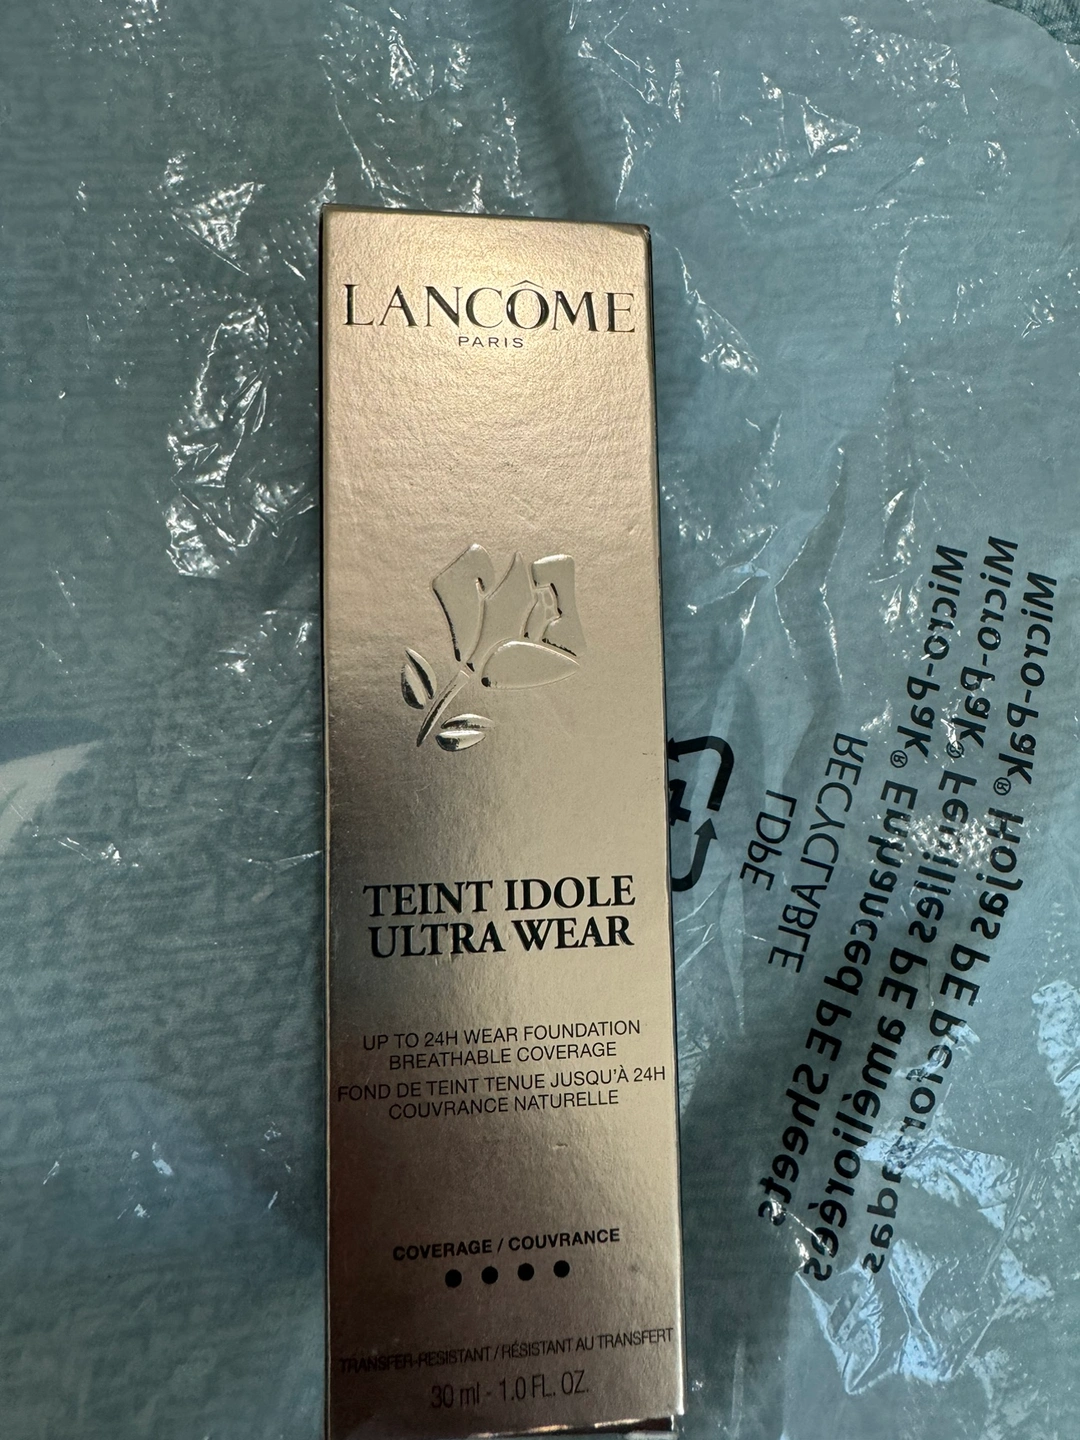 LANCÔME
PARIS
TEINT IDOLE
ULTRA WEAR
UP TO 24H WEAR FOUNDATION
BREATHABLE COVERAGE
FOND DE TEINT TENUE JUSQU'À 24H
COUVRANCE NATURELLE
COVERAGE / COUVRANCE
TRANSFER-RESISTANT / RÉSISTANT AU TRANSFERT
30 ml - 1.0 FL. OZ.
4
LDPE
RECYCLABLE
Micro-Pak® Enhanced PE Sheets
Micro-Pak® Feuilles PE améliorées
Micro-Pak® Hojas PE Reforzadas